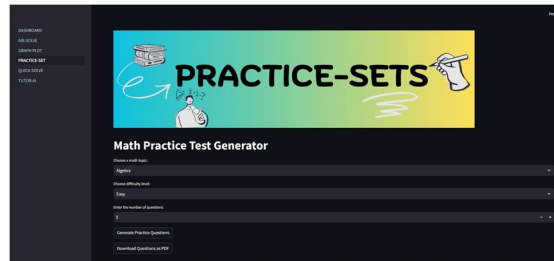 DASHBOARD
AIR-SOLVE
GRAPH PLOT
PRACTICE-SET
QUICK SOLVE
TUTOR-AI
PRACTICE-SETS
Math Practice Test Generator
Choose a math topic:
Algebra
Choose difficulty level:
Easy
Enter the number of questions:
5
Generate Practice Questions
Download Questions as PDF